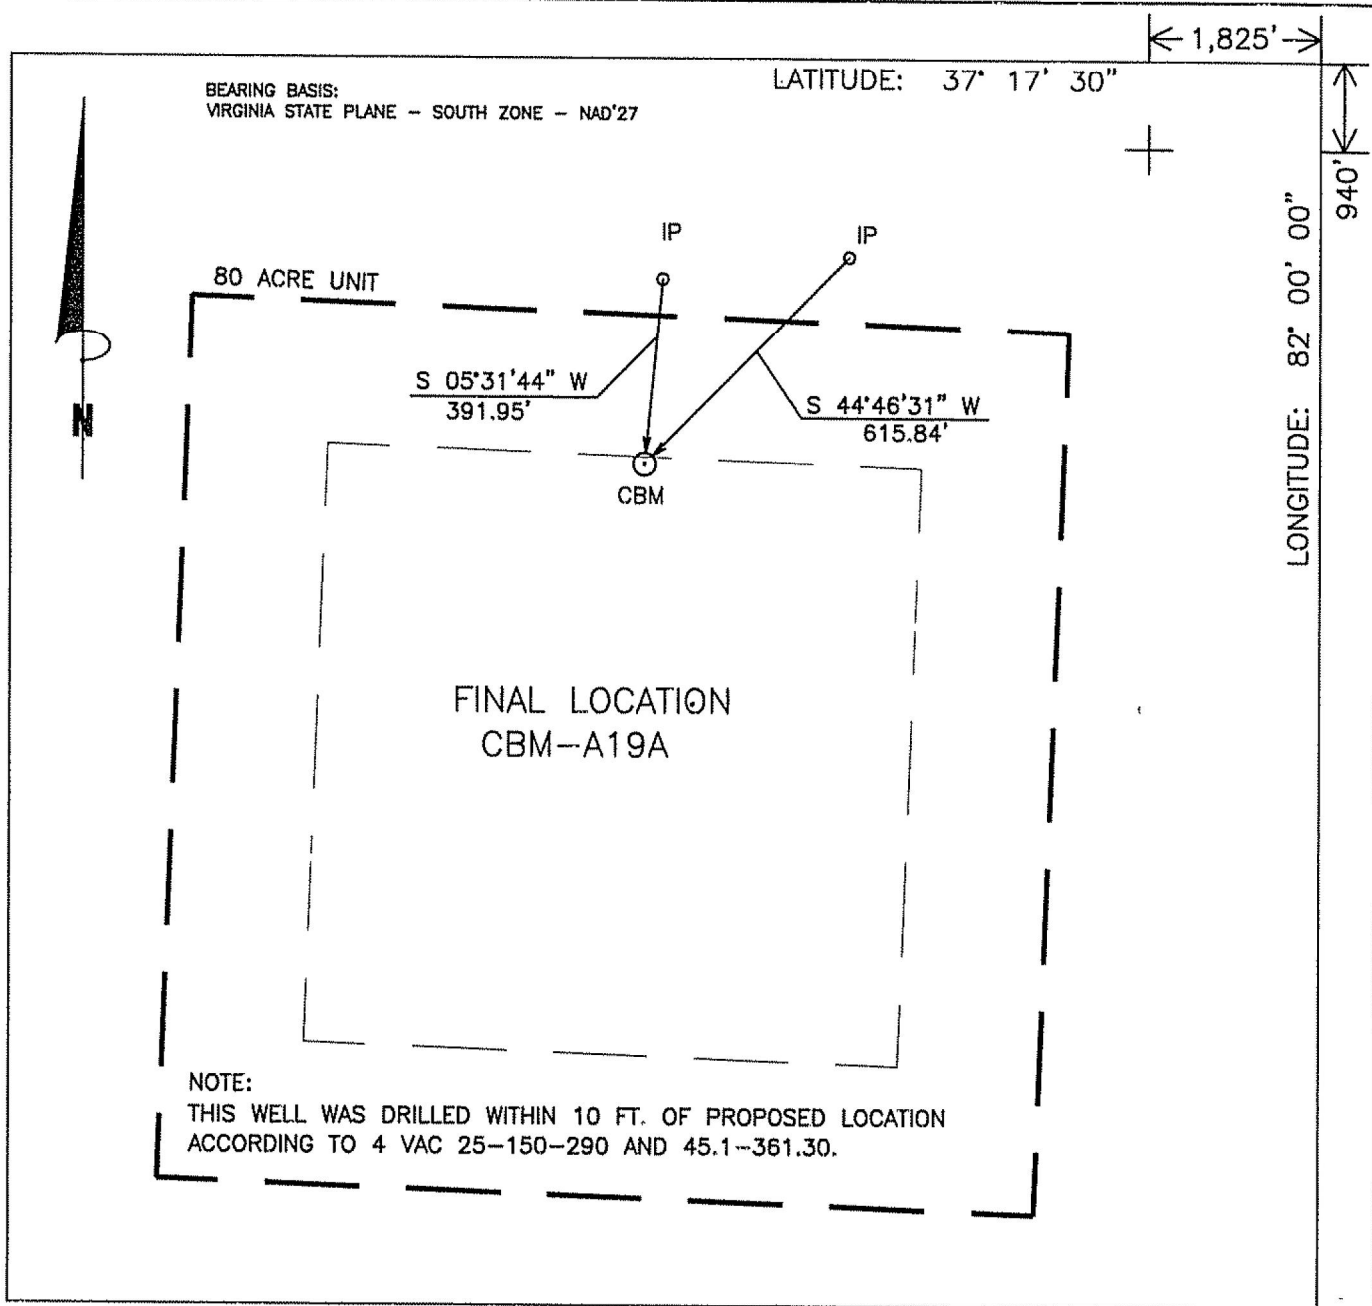 1,825'
LATITUDE: 37° 17' 30"
BEARING BASIS:
VIRGINIA STATE PLANE - SOUTH ZONE - NAD'27
940'
LONGITUDE: 82° 00' 00"
IP
IP
80 ACRE UNIT
S 05°31'44" W
391.95'
S 44°46'31" W
615.84'
N
CBM
FINAL LOCATION
CBM-A19A
NOTE:
THIS WELL WAS DRILLED WITHIN 10 FT. OF PROPOSED LOCATION
ACCORDING TO 4 VAC 25-150-290 AND 45.1-361.30.